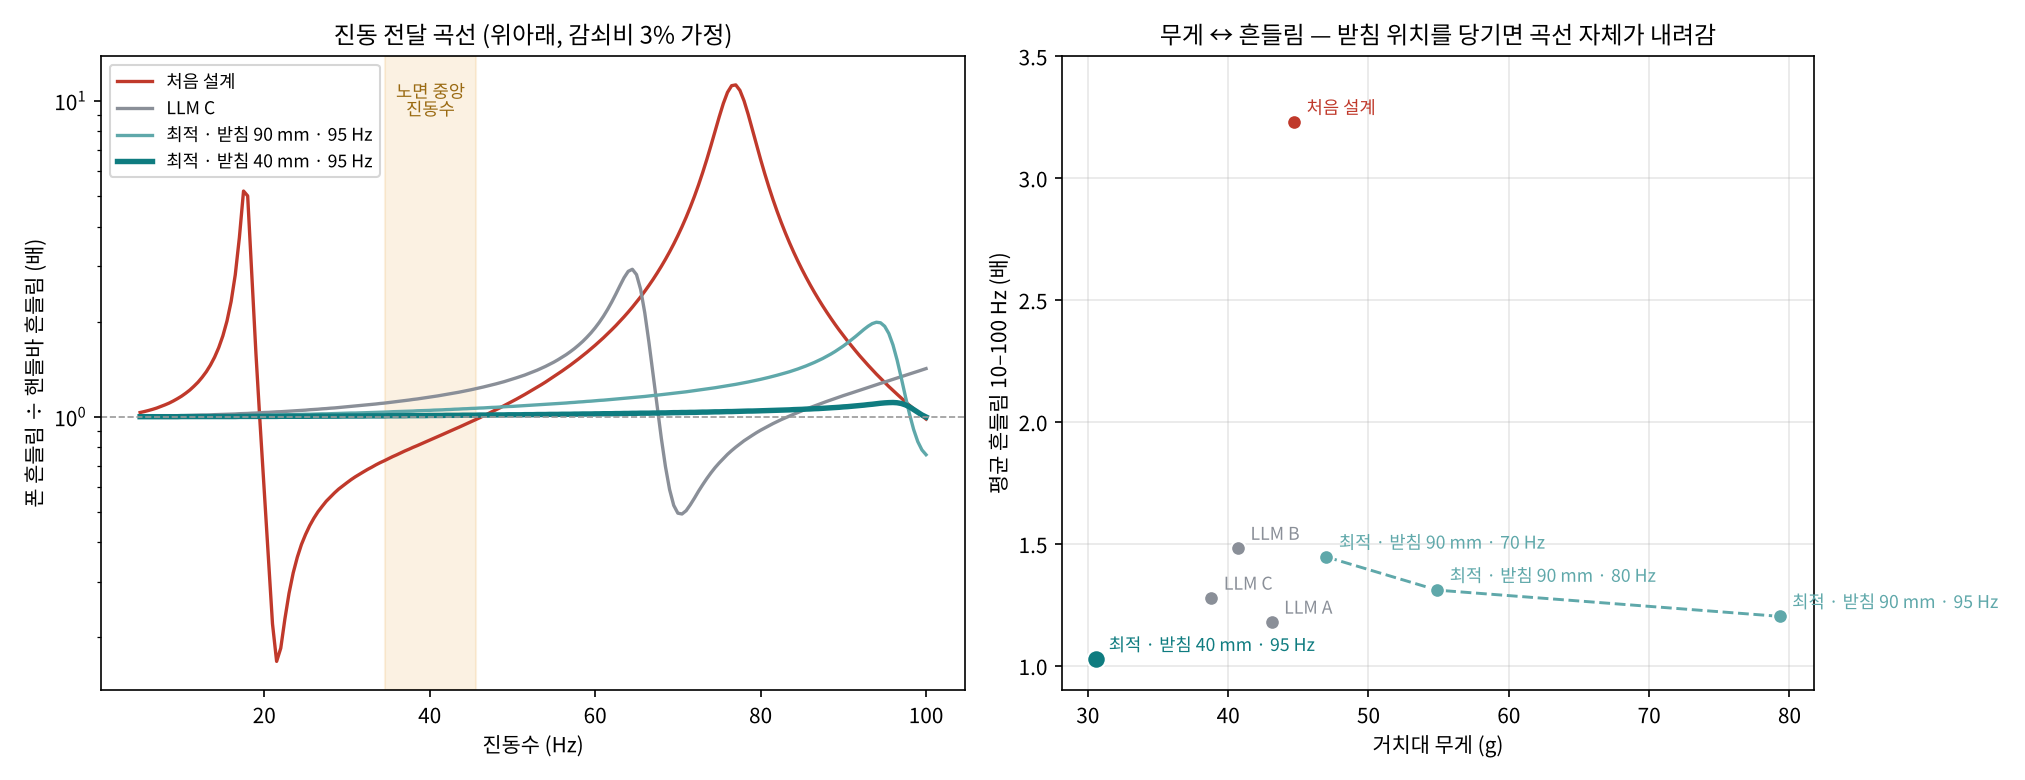 진동 전달 곡선 (위아래, 감쇠비 3% 가정)
처음 설계
LLM C
최적 · 받침 90 mm · 95 Hz
최적 · 받침 40 mm · 95 Hz
노면 중앙
진동수
폰 흔들림 ÷ 핸들바 흔들림 (배)
10¹
10⁰
20
40
60
80
100
진동수 (Hz)
무게 ↔ 흔들림 — 받침 위치를 당기면 곡선 자체가 내려감
평균 흔들림 10–100 Hz (배)
3.5
3.0
2.5
2.0
1.5
1.0
처음 설계
LLM B
최적 · 받침 90 mm · 70 Hz
LLM C
최적 · 받침 90 mm · 80 Hz
LLM A
최적 · 받침 90 mm · 95 Hz
최적 · 받침 40 mm · 95 Hz
30
40
50
60
70
80
거치대 무게 (g)